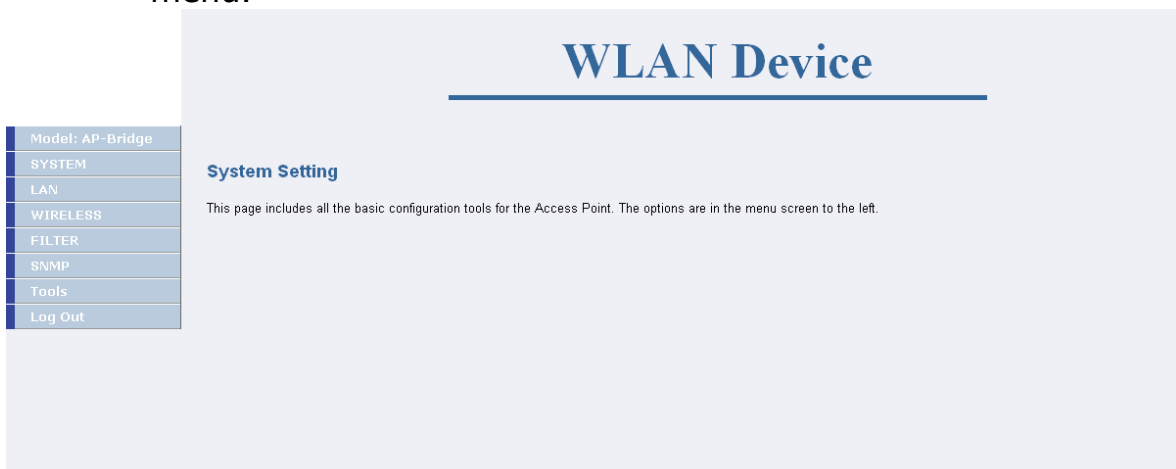 menu.
WLAN Device
Model: AP-Bridge
SYSTEM
LAN
WIRELESS
FILTER
SNMP
Tools
Log Out
System Setting
This page includes all the basic configuration tools for the Access Point. The options are in the menu screen to the left.